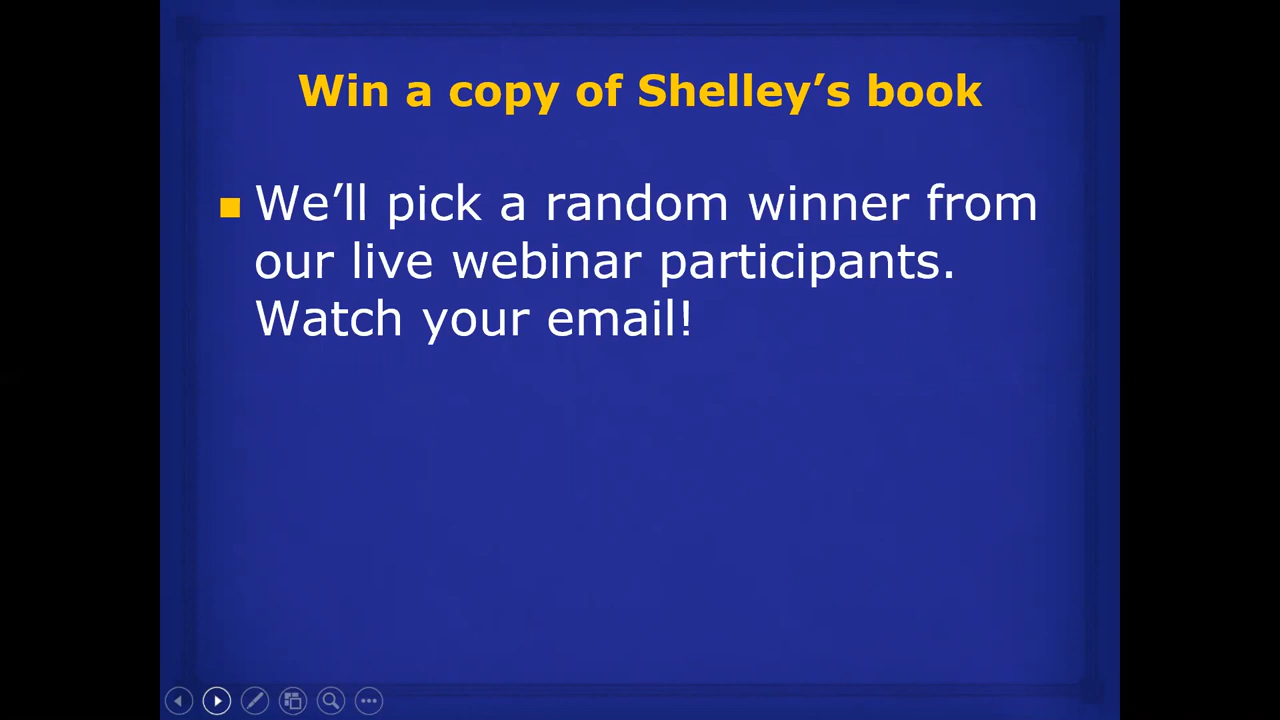 Win a copy of Shelley’s book
We’ll pick a random winner from
our live webinar participants.
Watch your email!